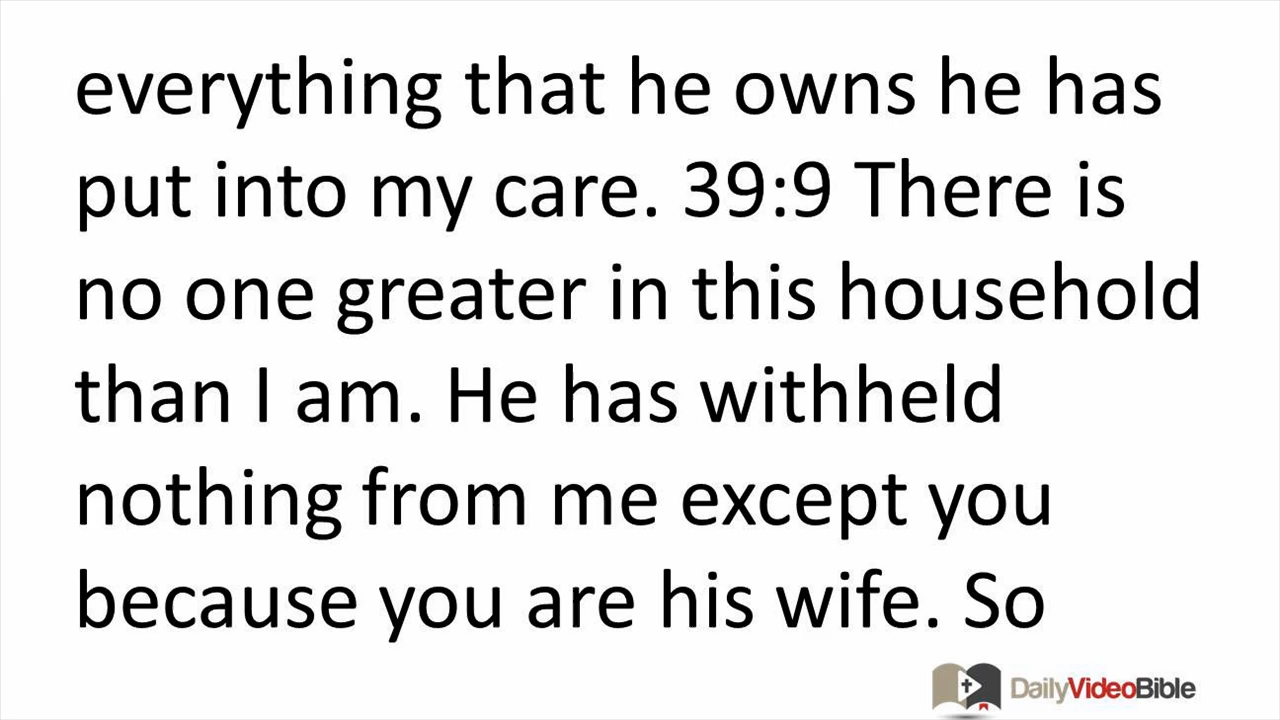 everything that he owns he has
put into my care. 39:9 There is
no one greater in this household
than I am. He has withheld
nothing from me except you
because you are his wife. So
DailyVideoBible